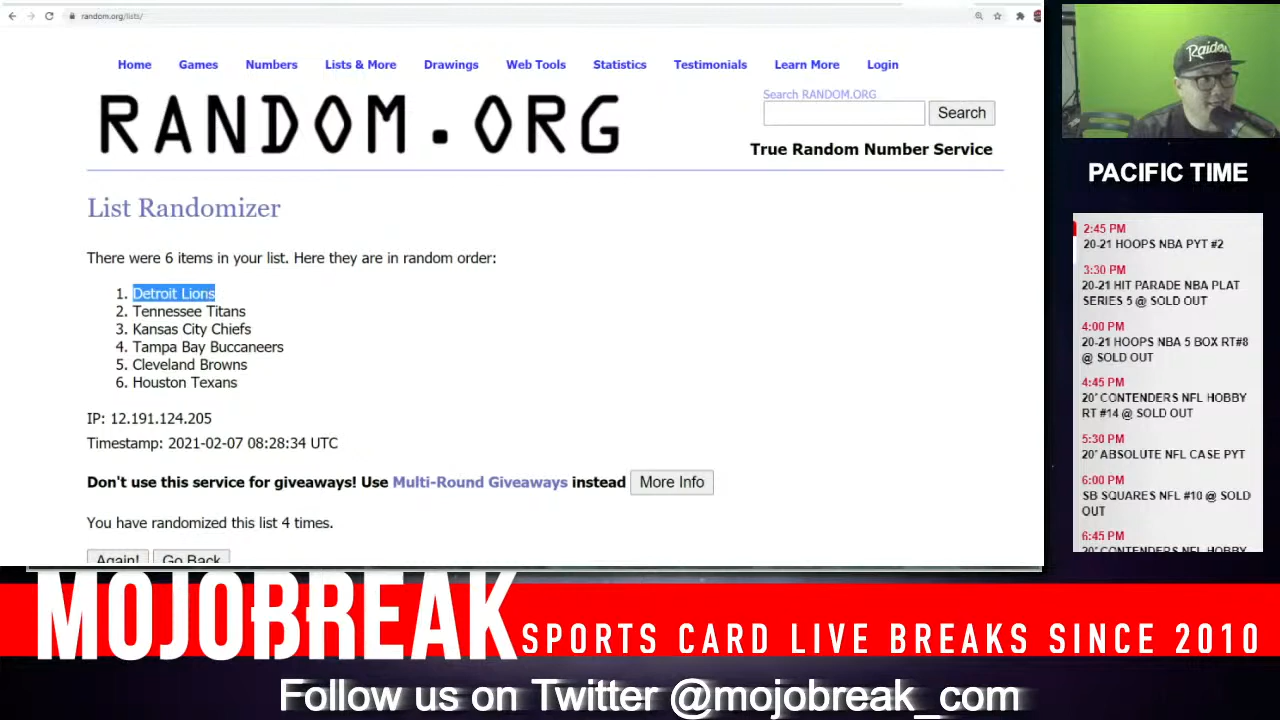 random.org/lists/
Home Games Numbers Lists & More Drawings Web Tools Statistics Testimonials Learn More Login
RANDOM.ORG
Search RANDOM.ORG
Search
True Random Number Service
List Randomizer
There were 6 items in your list. Here they are in random order:
1. Detroit Lions
2. Tennessee Titans
3. Kansas City Chiefs
4. Tampa Bay Buccaneers
5. Cleveland Browns
6. Houston Texans
IP: 12.191.124.205
Timestamp: 2021-02-07 08:28:34 UTC
Don't use this service for giveaways! Use Multi-Round Giveaways instead More Info
You have randomized this list 4 times.
Again! Go Back
Raiders
PACIFIC TIME
2:45 PM
20-21 HOOPS NBA PYT #2
3:30 PM
20-21 HIT PARADE NBA PLAT
SERIES 5 @ SOLD OUT
4:00 PM
20-21 HOOPS NBA 5 BOX RT#8
@ SOLD OUT
4:45 PM
20' CONTENDERS NFL HOBBY
RT #14 @ SOLD OUT
5:30 PM
20' ABSOLUTE NFL CASE PYT
6:00 PM
SB SQUARES NFL #10 @ SOLD
OUT
6:45 PM
20' CONTENDERS NFL HOBBY
MOJOBREAK
SPORTS CARD LIVE BREAKS SINCE 2010
Follow us on Twitter @mojobreak_com